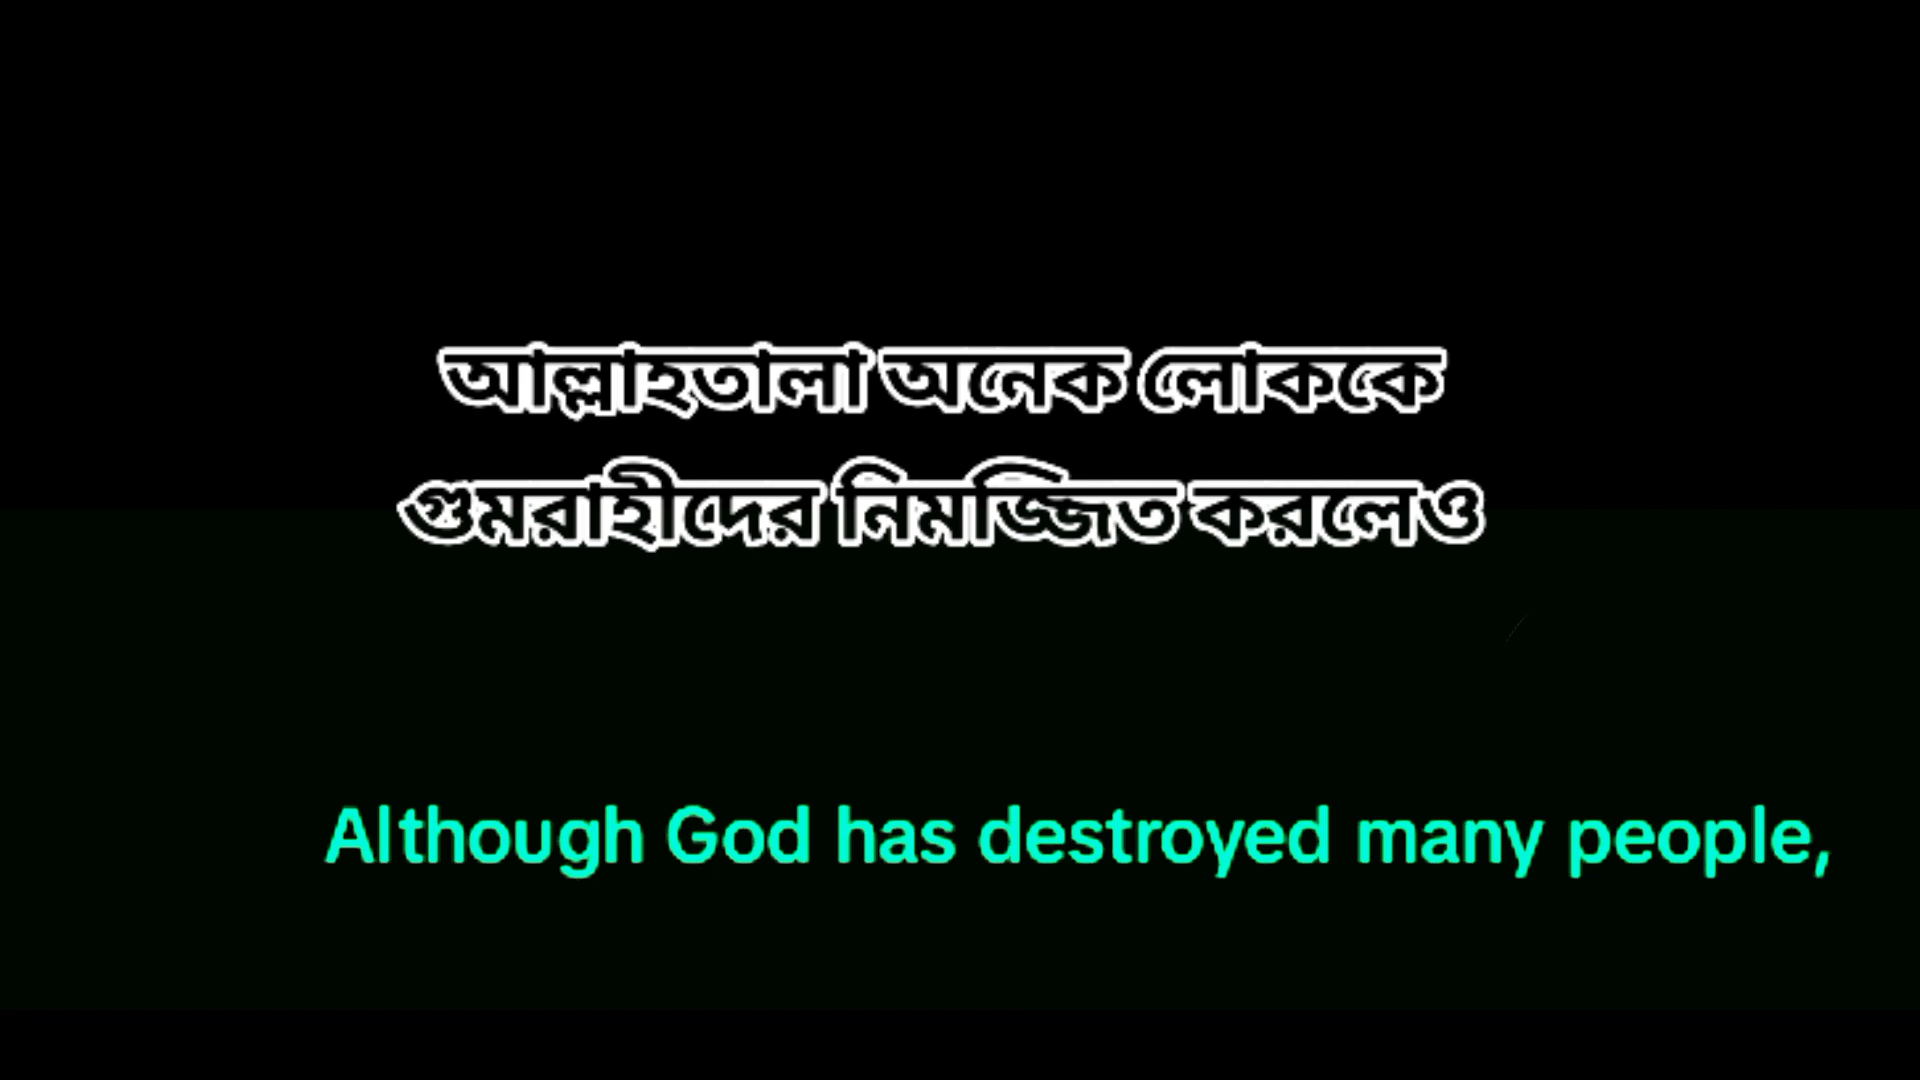 আল্লাহতালা অনেক লোককে
গুমরাহীদের নিমজ্জিত করলেও
Although God has destroyed many people,